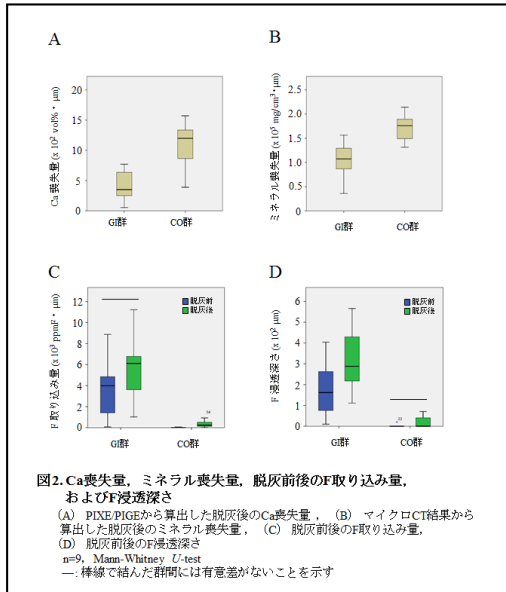 A
B
Ca 喪失量 (x 10² vol%・μm)
20
15
10
5
0
GI群
CO群
ミネラル喪失量 (x 10⁵ mg/cm³・μm)
2.5
2.0
1.5
1.0
0.5
0
GI群
CO群
C
D
F 取り込み量 (x 10³ ppmF・μm)
12
10
8
6
4
2
0
脱灰前
脱灰後
GI群
CO群
F 浸透深さ (x 10² μm)
6
5
4
3
2
1
0
脱灰前
脱灰後
GI群
CO群
図2. Ca喪失量，ミネラル喪失量，脱灰前後のF取り込み量，
およびF浸透深さ
(A) PIXE/PIGEから算出した脱灰後のCa喪失量， (B) マイクロCT結果から
算出した脱灰後のミネラル喪失量， (C) 脱灰前後のF取り込み量，
(D) 脱灰前後のF浸透深さ
n=9，Mann-Whitney U-test
―: 棒線で結んだ群間には有意差がないことを示す